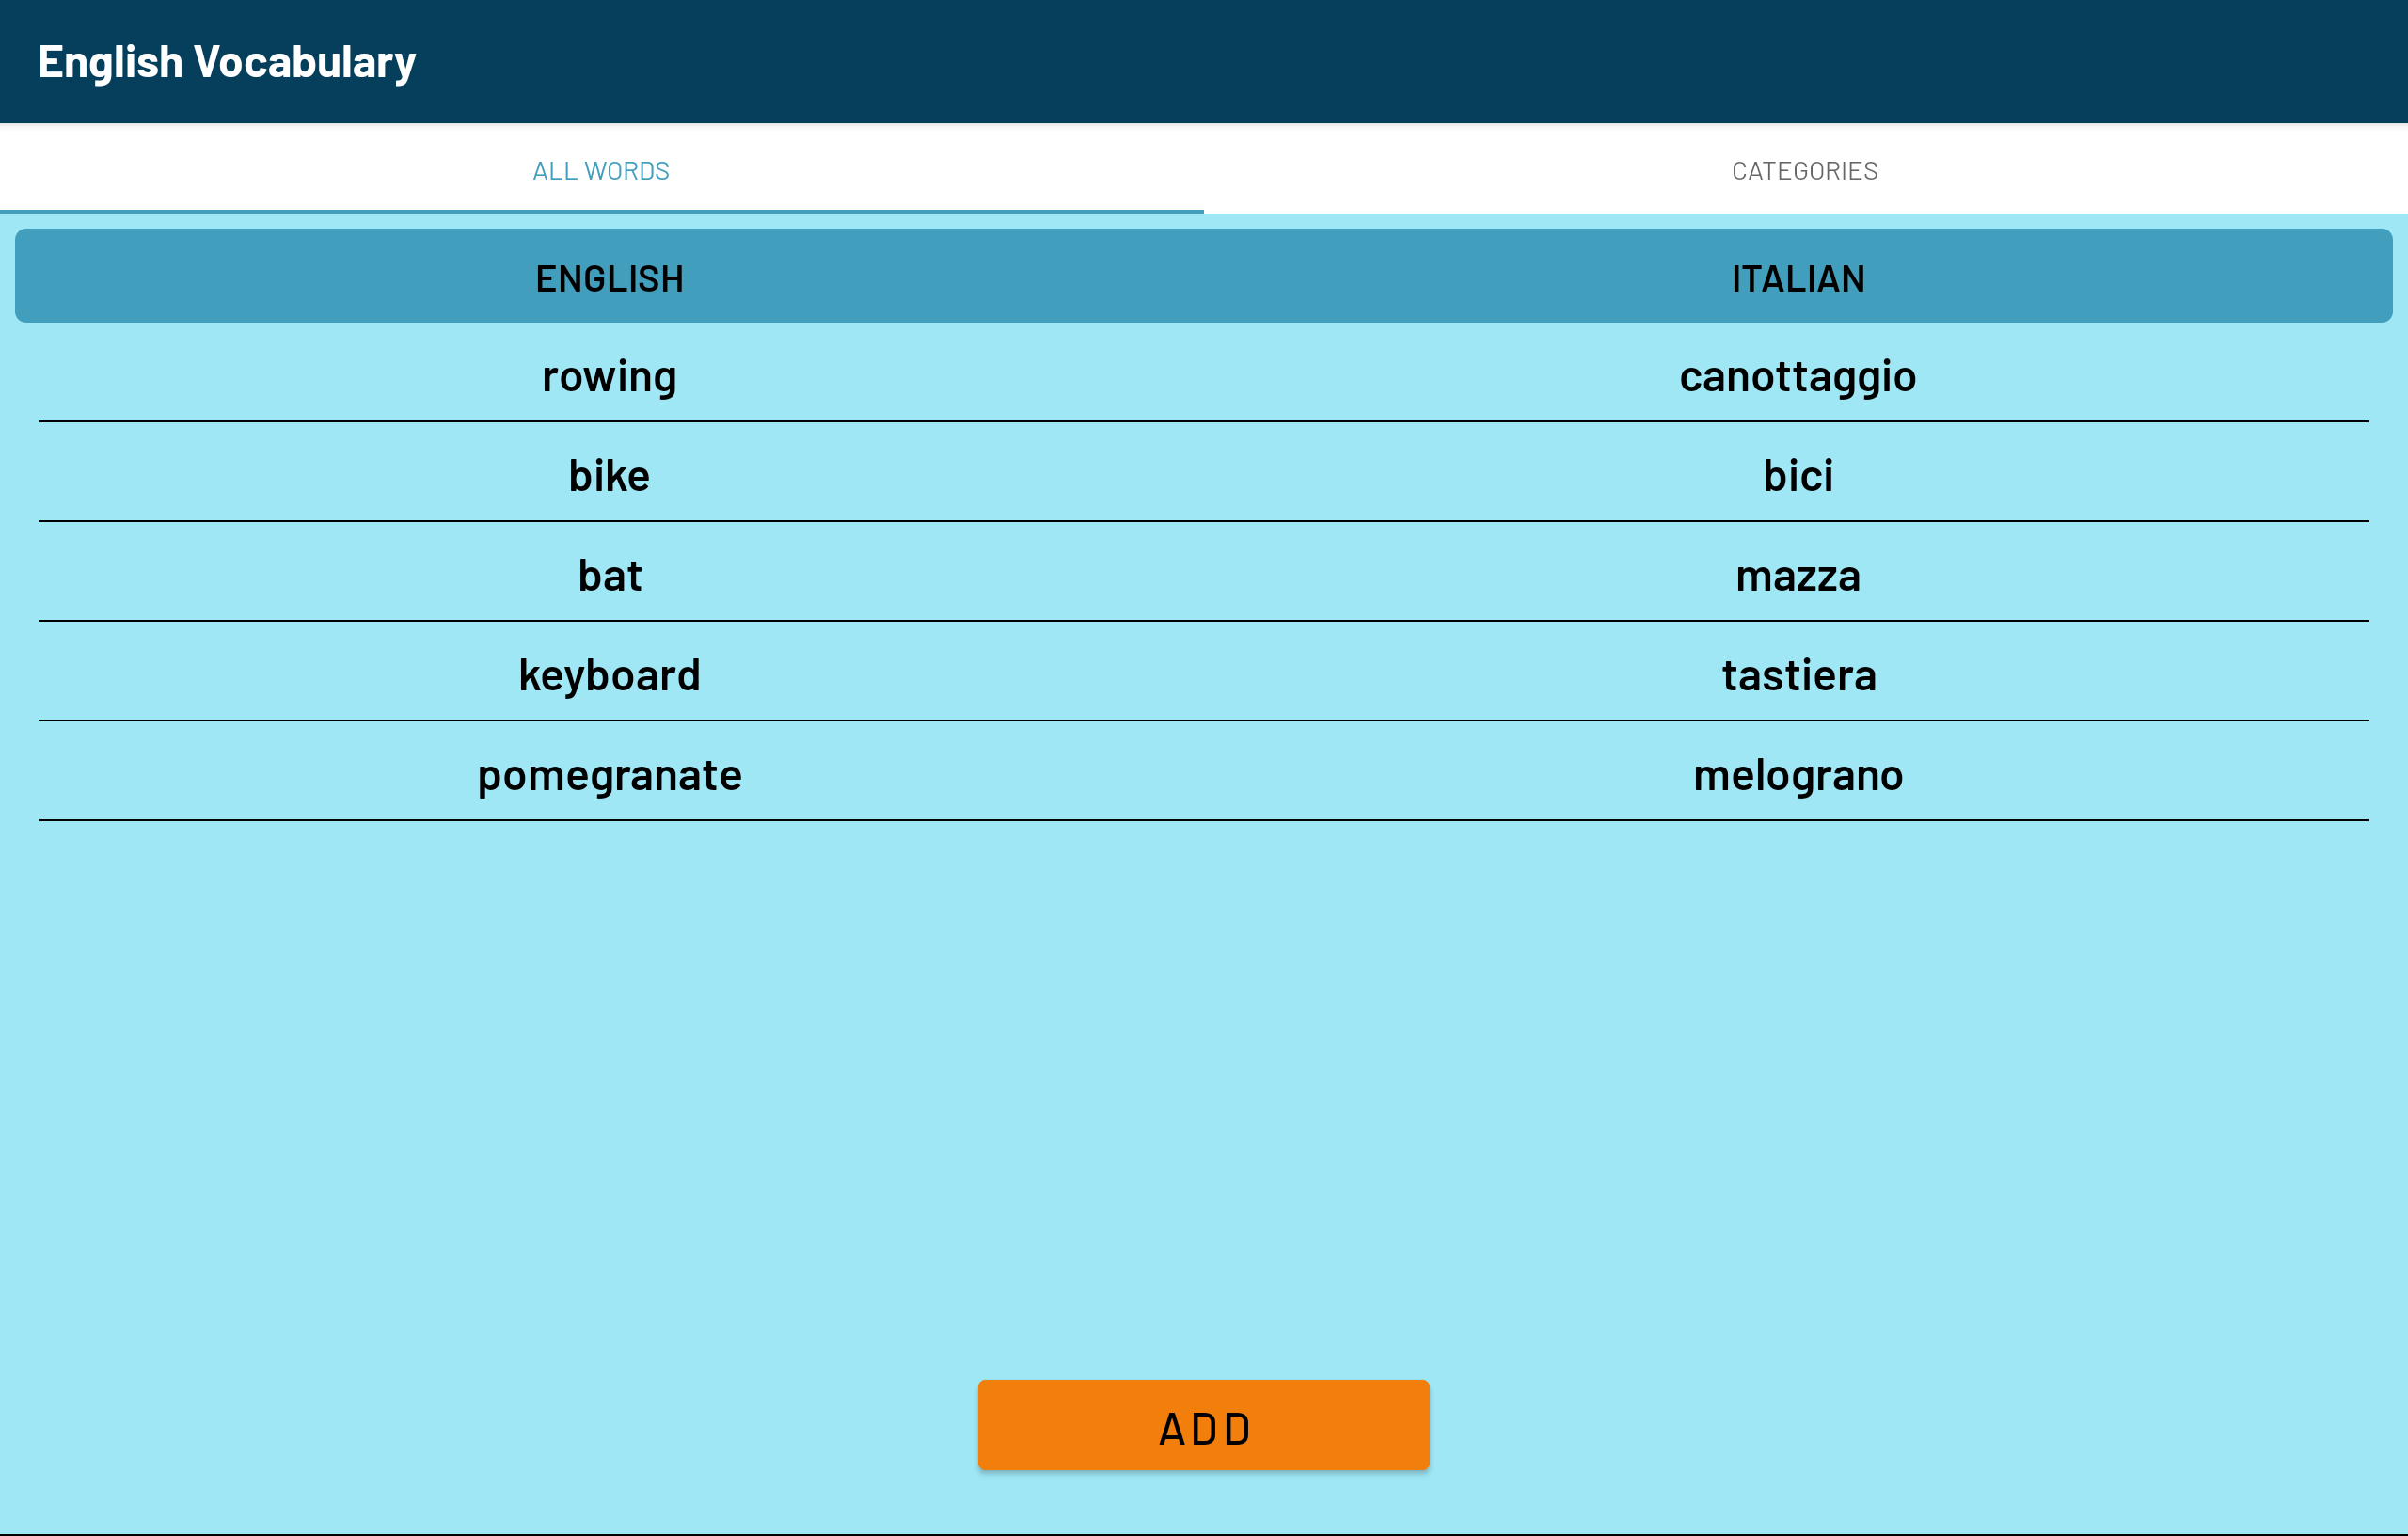 English Vocabulary
ALL WORDS CATEGORIES
ENGLISH ITALIAN
rowing canottaggio
bike bici
bat mazza
keyboard tastiera
pomegranate melograno
ADD